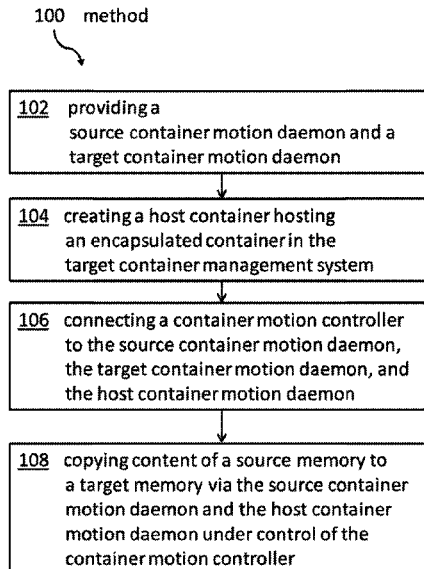 100 method
102 providing a
source container motion daemon and a
target container motion daemon
104 creating a host container hosting
an encapsulated container in the
target container management system
106 connecting a container motion controller
to the source container motion daemon,
the target container motion daemon, and
the host container motion daemon
108 copying content of a source memory to
a target memory via the source container
motion daemon and the host container
motion daemon under control of the
container motion controller